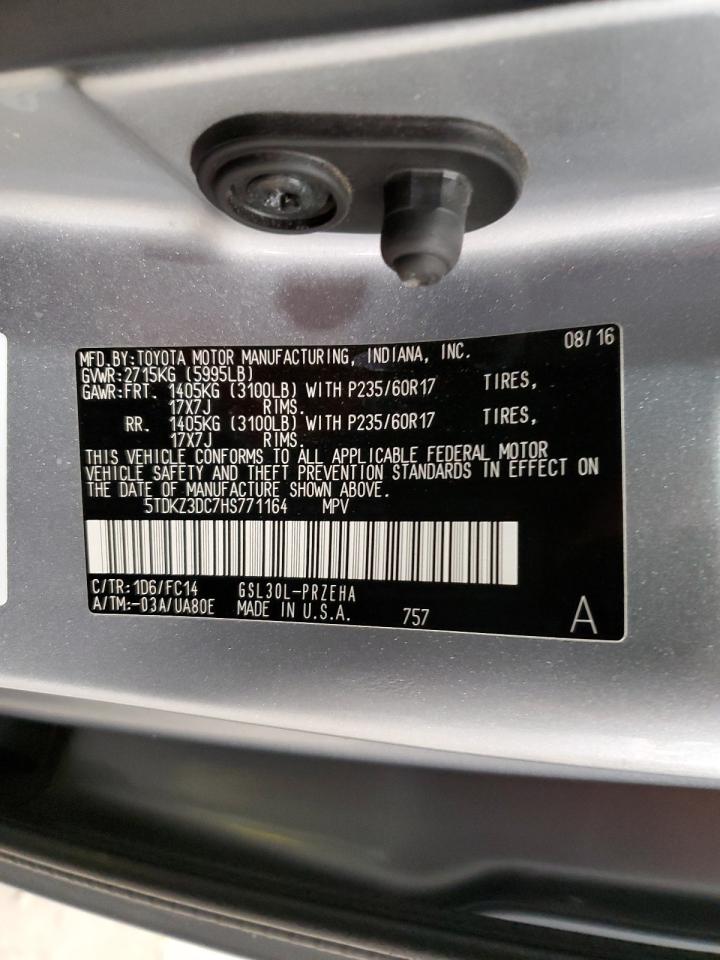 08/16
MFD.BY:TOYOTA MOTOR MANUFACTURING, INDIANA, INC.
GVWR:2715KG (5995LB)
GAWR:FRT. 1405KG (3100LB) WITH P235/60R17 TIRES,
17X7J RIMS.
RR. 1405KG (3100LB) WITH P235/60R17 TIRES,
17X7J RIMS.
THIS VEHICLE CONFORMS TO ALL APPLICABLE FEDERAL MOTOR
VEHICLE SAFETY AND THEFT PREVENTION STANDARDS IN EFFECT ON
THE DATE OF MANUFACTURE SHOWN ABOVE.
5TDKZ3DC7HS771164 MPV
C/TR:1D6/FC14 GSL30L-PRZEHA
A/TM:-03A/UA80E MADE IN U.S.A. 757 A